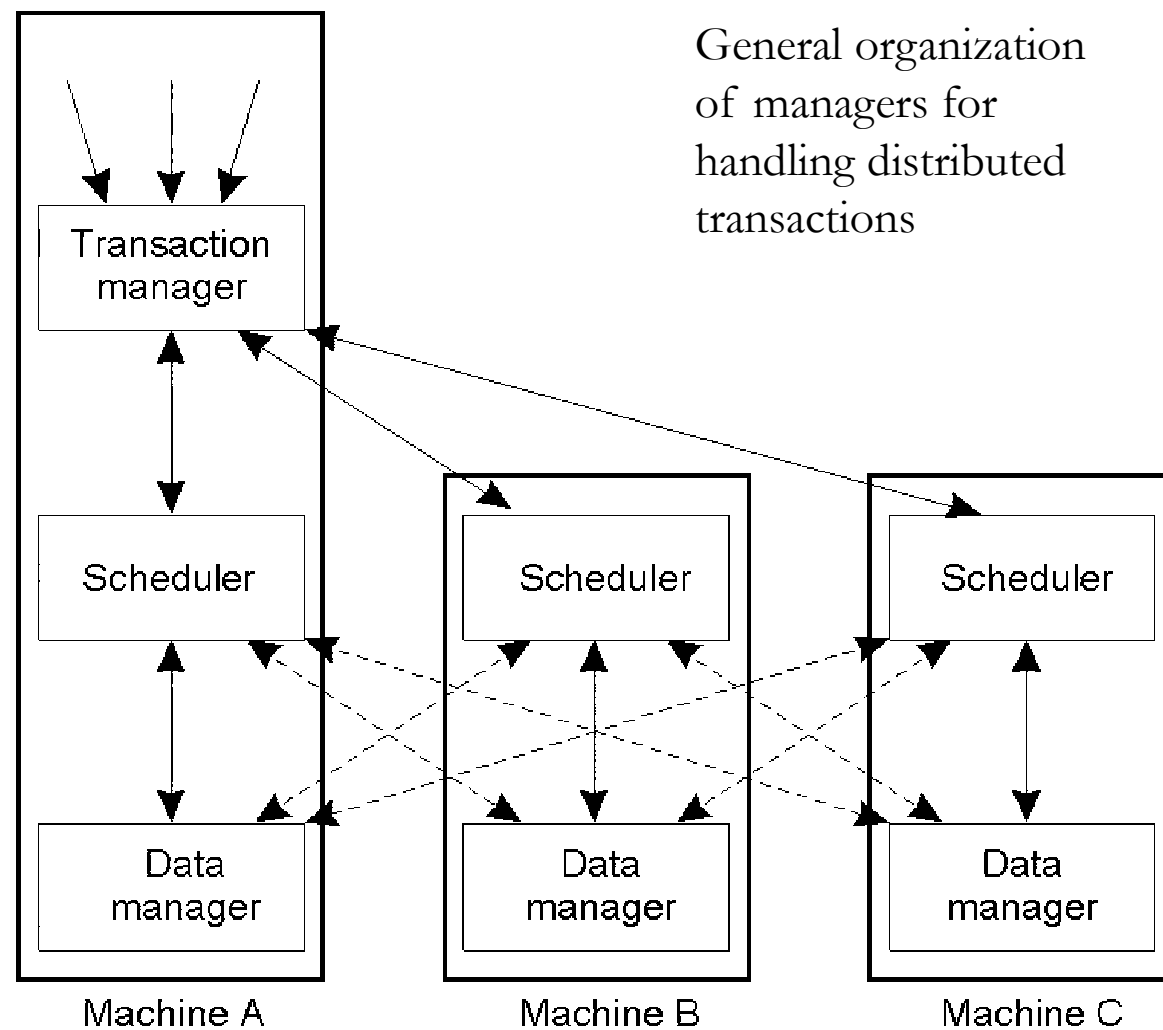 General organization
of managers for
handling distributed
transactions
Transaction
manager
Scheduler
Scheduler
Scheduler
Data
manager
Data
manager
Data
manager
Machine A
Machine B
Machine C